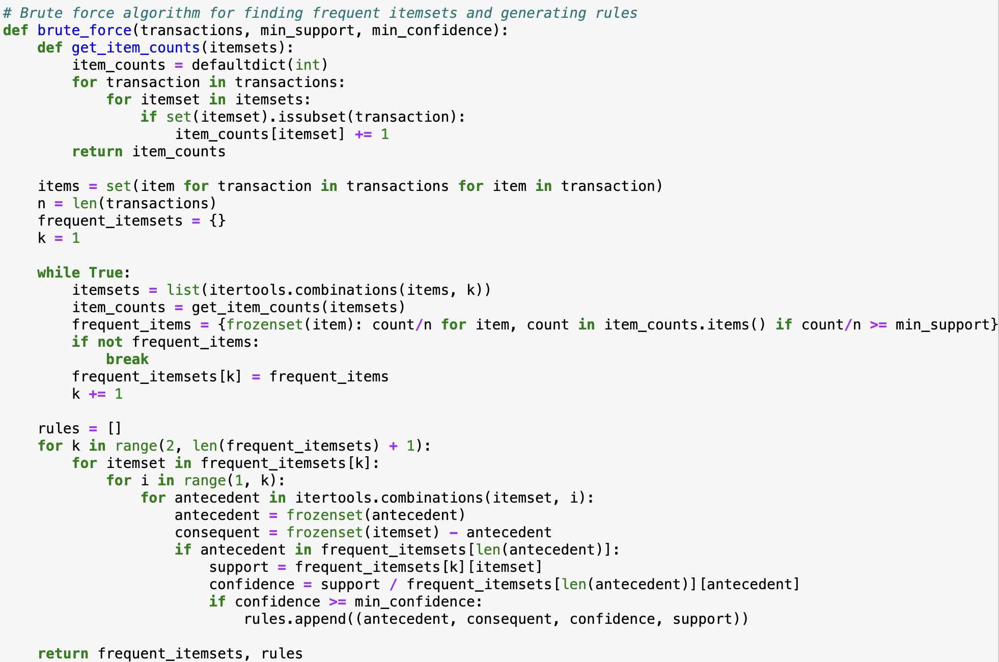 # Brute force algorithm for finding frequent itemsets and generating rules
def brute_force(transactions, min_support, min_confidence):
    def get_item_counts(itemsets):
        item_counts = defaultdict(int)
        for transaction in transactions:
            for itemset in itemsets:
                if set(itemset).issubset(transaction):
                    item_counts[itemset] += 1
        return item_counts

    items = set(item for transaction in transactions for item in transaction)
    n = len(transactions)
    frequent_itemsets = {}
    k = 1

    while True:
        itemsets = list(itertools.combinations(items, k))
        item_counts = get_item_counts(itemsets)
        frequent_items = {frozenset(item): count/n for item, count in item_counts.items() if count/n >= min_support}
        if not frequent_items:
            break
        frequent_itemsets[k] = frequent_items
        k += 1

    rules = []
    for k in range(2, len(frequent_itemsets) + 1):
        for itemset in frequent_itemsets[k]:
            for i in range(1, k):
                for antecedent in itertools.combinations(itemset, i):
                    antecedent = frozenset(antecedent)
                    consequent = frozenset(itemset) - antecedent
                    if antecedent in frequent_itemsets[len(antecedent)]:
                        support = frequent_itemsets[k][itemset]
                        confidence = support / frequent_itemsets[len(antecedent)][antecedent]
                        if confidence >= min_confidence:
                            rules.append((antecedent, consequent, confidence, support))

    return frequent_itemsets, rules